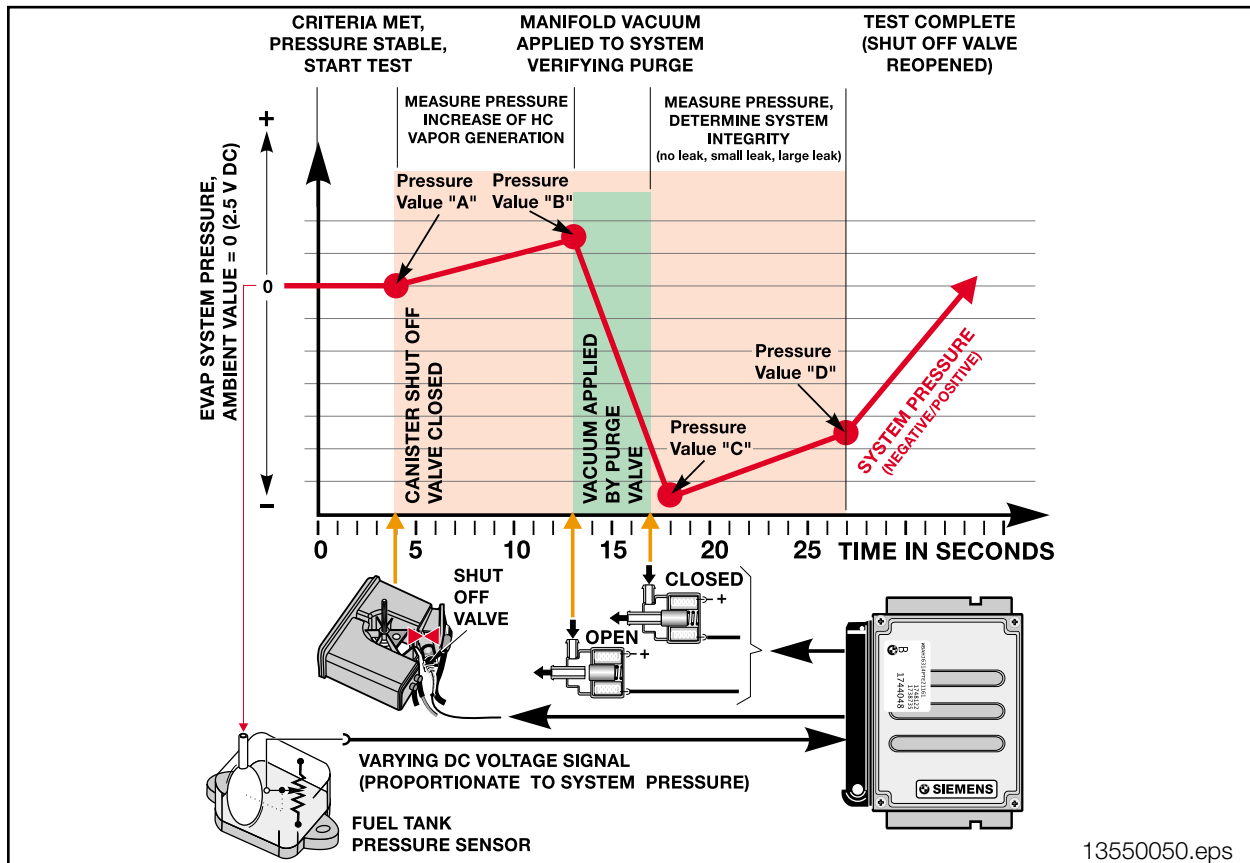 CRITERIA MET,
PRESSURE STABLE,
START TEST
MANIFOLD VACUUM
APPLIED TO SYSTEM
VERIFYING PURGE
TEST COMPLETE
(SHUT OFF VALVE
REOPENED)
MEASURE PRESSURE
INCREASE OF HC
VAPOR GENERATION
MEASURE PRESSURE,
DETERMINE SYSTEM
INTEGRITY
(no leak, small leak, large leak)
EVAP SYSTEM PRESSURE,
AMBIENT VALUE = 0 (2.5 V DC)
+
0
−
Pressure
Value "A"
Pressure
Value "B"
Pressure
Value "C"
Pressure
Value "D"
CANISTER SHUT OFF
VALVE CLOSED
VACUUM APPLIED
BY PURGE
VALVE
SYSTEM PRESSURE
(NEGATIVE/POSITIVE)
0 5 10 15 20 25 TIME IN SECONDS
SHUT
OFF
VALVE
OPEN
+
CLOSED
+
B
1748122
1738735
1744048
SIEMENS
VARYING DC VOLTAGE SIGNAL
(PROPORTIONATE TO SYSTEM PRESSURE)
FUEL TANK
PRESSURE SENSOR
13550050.eps